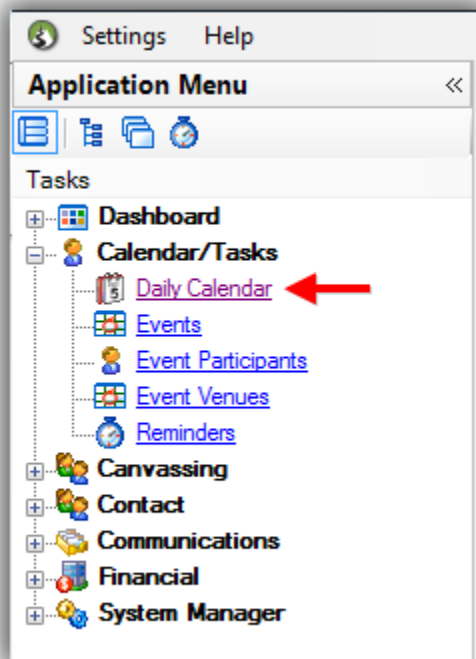 Settings Help
Application Menu «
Tasks
Dashboard
Calendar/Tasks
Daily Calendar
Events
Event Participants
Event Venues
Reminders
Canvassing
Contact
Communications
Financial
System Manager